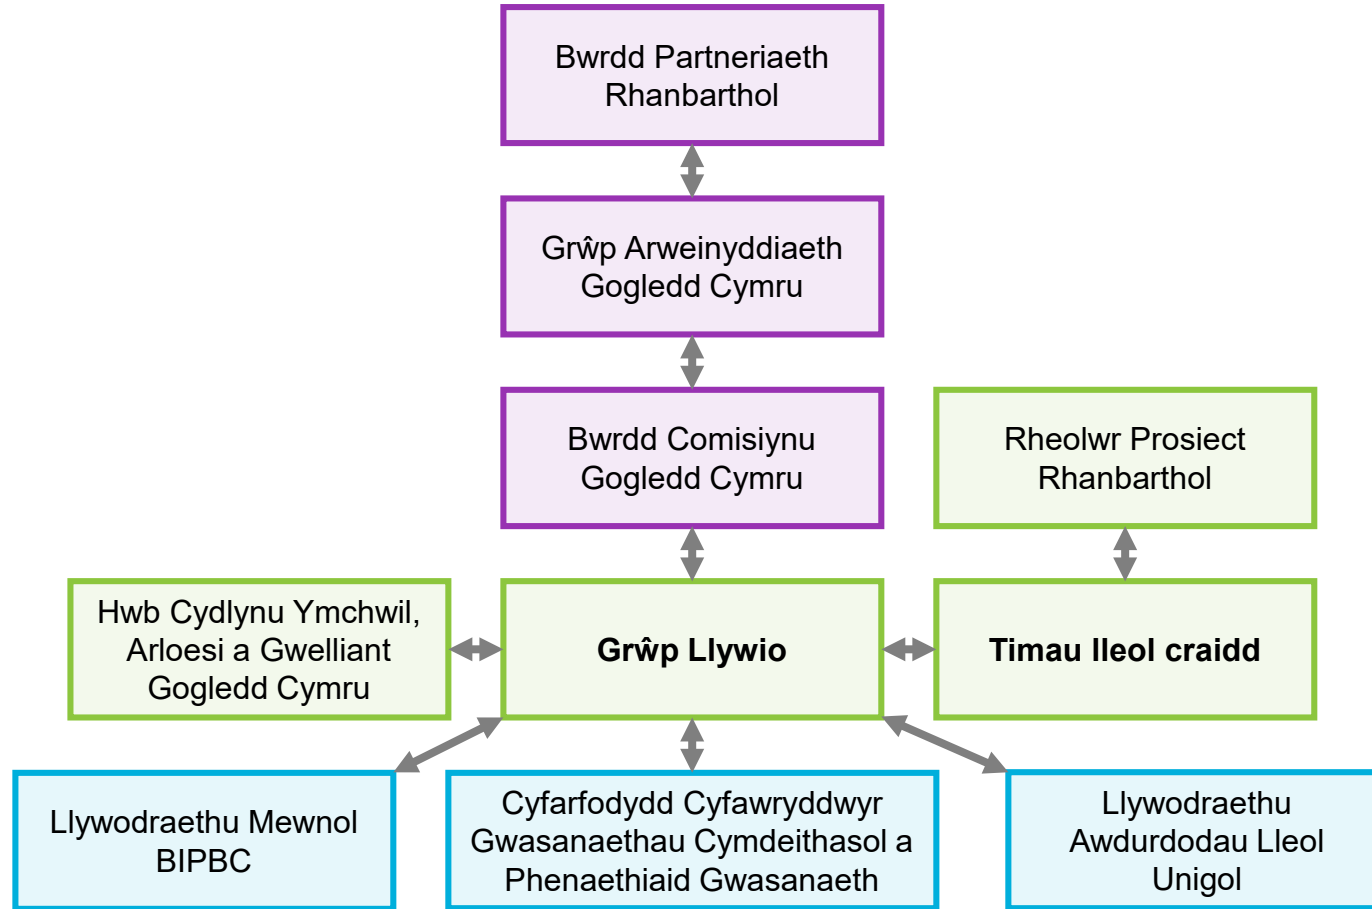 Bwrdd Partneriaeth
Rhanbarthol
Grŵp Arweinyddiaeth
Gogledd Cymru
Bwrdd Comisiynu
Gogledd Cymru
Rheolwr Prosiect
Rhanbarthol
Hwb Cydlynu Ymchwil,
Arloesi a Gwelliant
Gogledd Cymru
Grŵp Llywio
Timau lleol craidd
Llywodraethu Mewnol
BIPBC
Cyfarfodydd Cyfawryddwyr
Gwasanaethau Cymdeithasol a
Phenaethiaid Gwasanaeth
Llywodraethu
Awdurdodau Lleol
Unigol